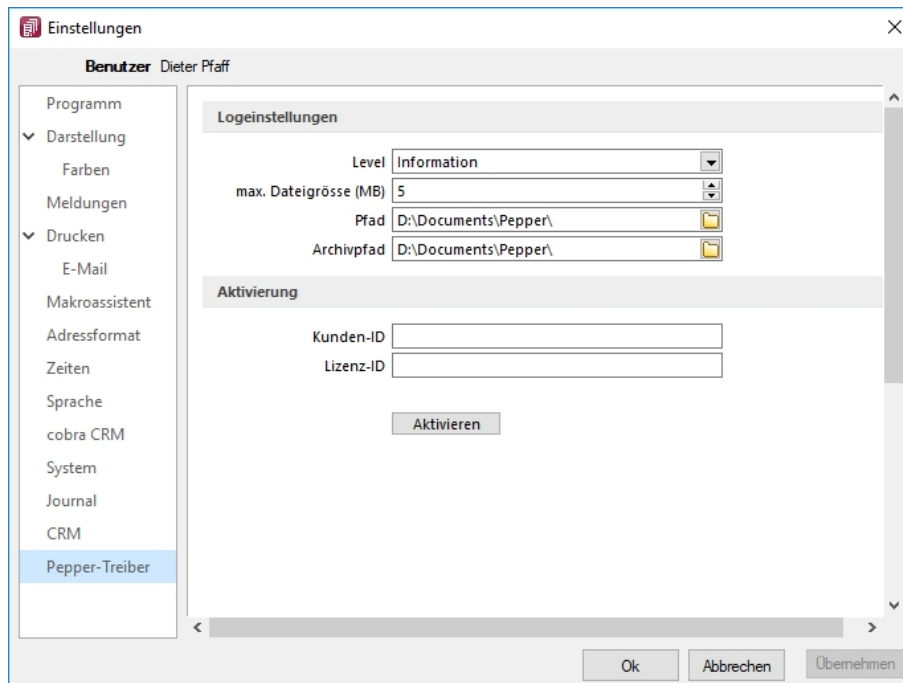 Einstellungen
Benutzer Dieter Pfaff
Programm
Darstellung
Farben
Meldungen
Drucken
E-Mail
Makroassistent
Adressformat
Zeiten
Sprache
cobra CRM
System
Journal
CRM
Pepper-Treiber
Logeinstellungen
Level Information
max. Dateigrösse (MB) 5
Pfad D:\Documents\Pepper\
Archivpfad D:\Documents\Pepper\
Aktivierung
Kunden-ID
Lizenz-ID
Aktivieren
Ok Abbrechen Übernehmen